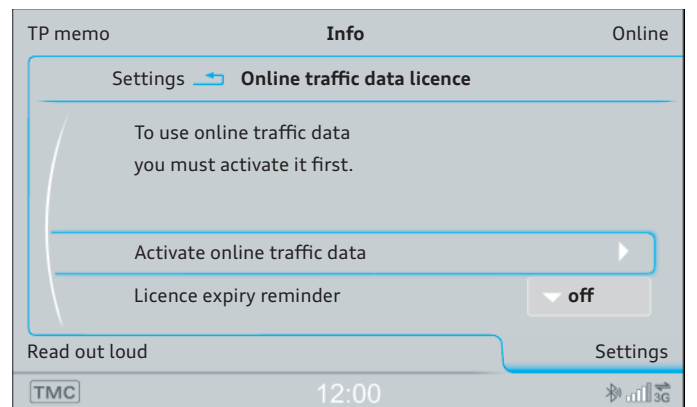 TP memo Info Online
Settings Online traffic data licence
To use online traffic data
you must activate it first.
Activate online traffic data
Licence expiry reminder off
Read out loud Settings
TMC 12:00 3G